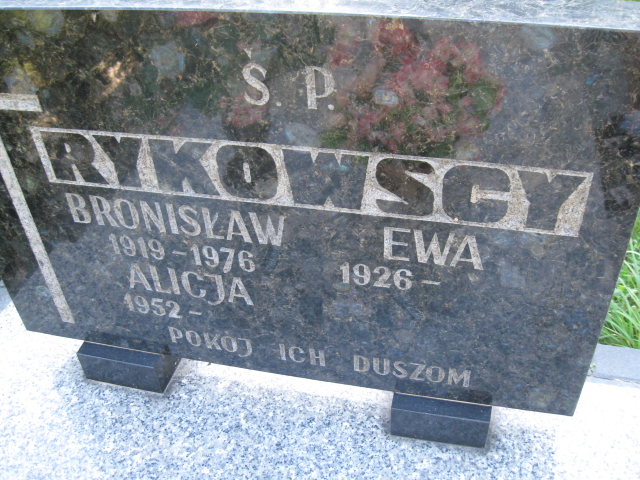 Ś. P.
RYKOWSCY
BRONISŁAW EWA
1919-1976 1926-
ALICJA
1952-
POKÓJ ICH DUSZOM